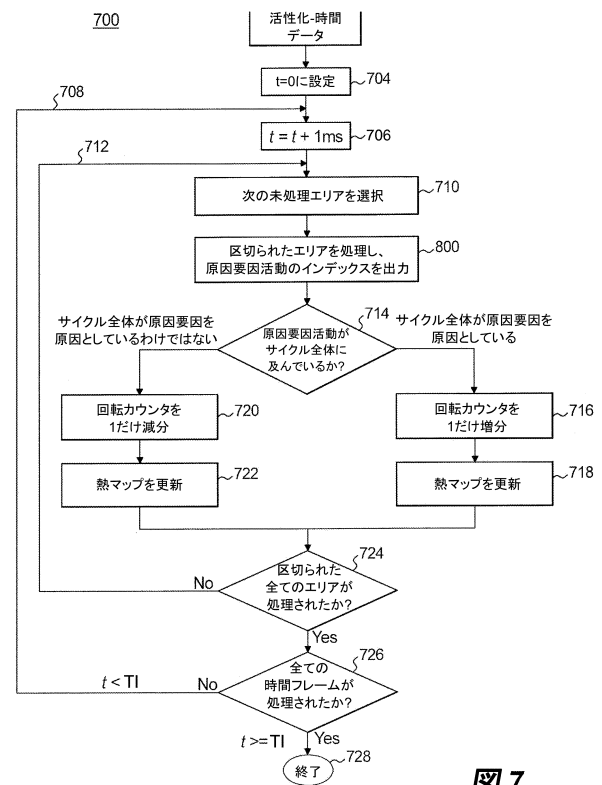 700
活性化-時間
データ
t=0に設定
704
708
t = t + 1ms
706
712
次の未処理エリアを選択
710
区切られたエリアを処理し、
原因要因活動のインデックスを出力
800
サイクル全体が原因要因を
原因としているわけではない
原因要因活動が
サイクル全体に
及んでいるか?
714
サイクル全体が原因要因を
原因としている
回転カウンタを
1だけ減分
720
回転カウンタを
1だけ増分
716
熱マップを更新
722
熱マップを更新
718
区切られた
全てのエリアが
処理されたか?
724
No
Yes
全ての
時間フレームが
処理されたか?
726
t < TI
No
t >= TI
Yes
終了
728
図 7